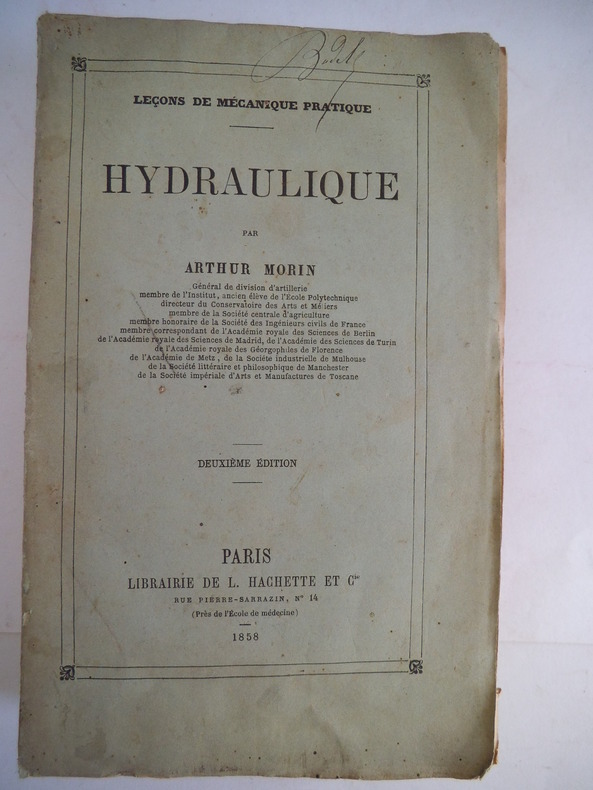 LEÇONS DE MÉCANIQUE PRATIQUE
HYDRAULIQUE
PAR
ARTHUR MORIN
Général de division d'artillerie
membre de l'Institut, ancien élève de l'École Polytechnique
directeur du Conservatoire des Arts et Métiers
membre de la Société centrale d'agriculture
membre honoraire de la Société des Ingénieurs civils de France
membre correspondant de l'Académie royale des Sciences de Berlin
de l'Académie royale des Sciences de Madrid, de l'Académie des Sciences de Turin
de l'Académie royale des Géorgophiles de Florence
de l'Académie de Metz, de la Société industrielle de Mulhouse
de la Société littéraire et philosophique de Manchester
de la Société impériale d'Arts et Manufactures de Toscane
DEUXIÈME ÉDITION
PARIS
LIBRAIRIE DE L. HACHETTE ET Cie
RUE PIERRE-SARRAZIN, N° 14
(Près de l'École de médecine)
1858